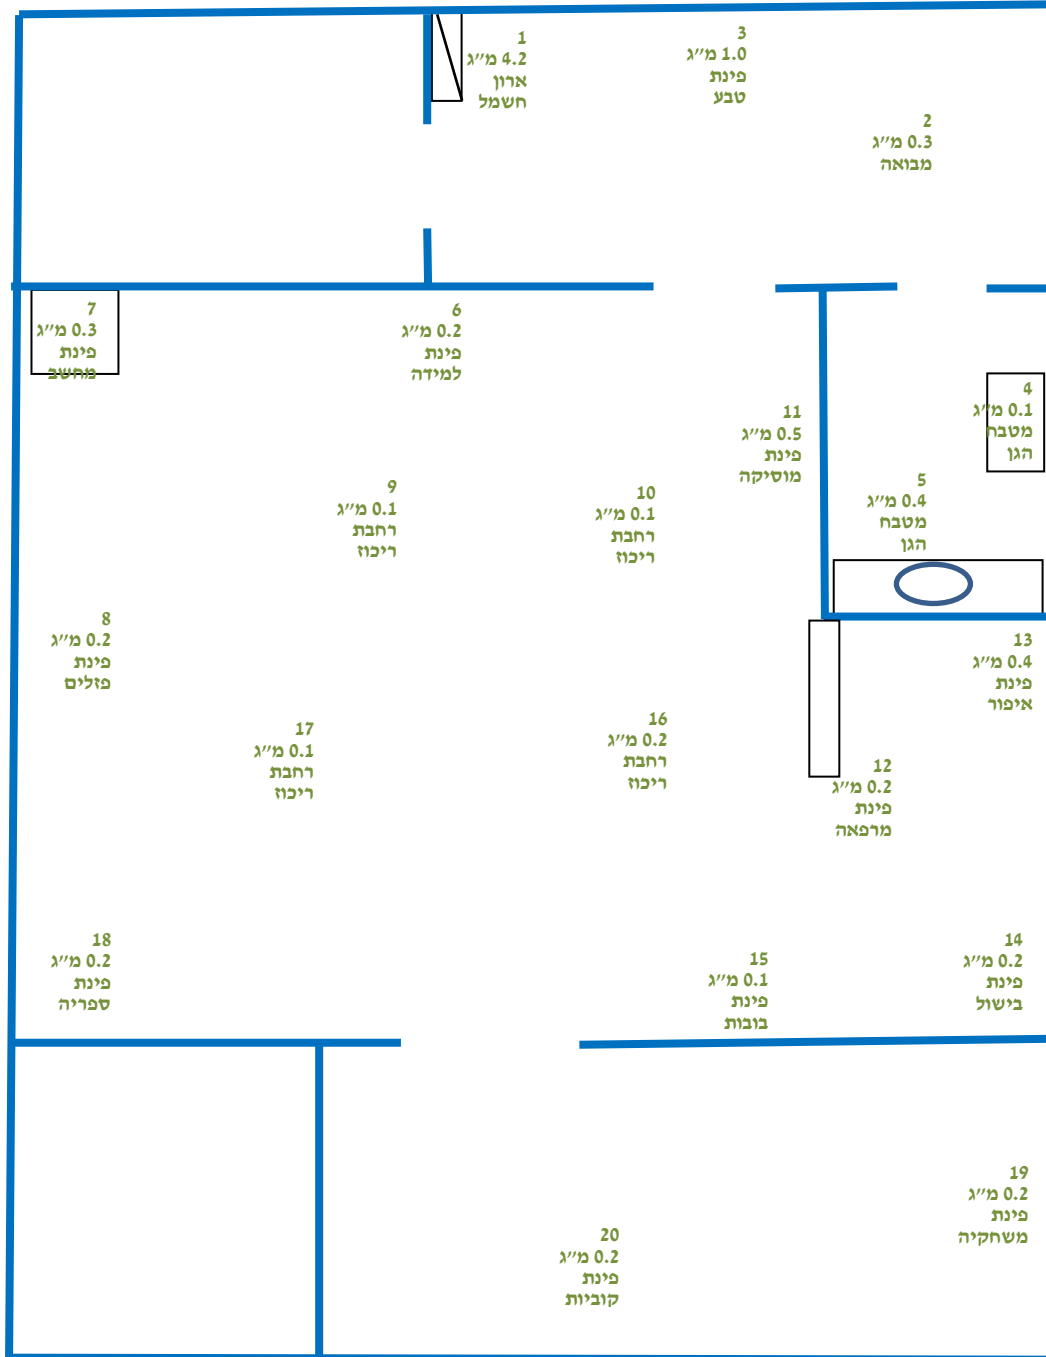 1
4.2 מ״ג
ארון
חשמל
3
1.0 מ״ג
פינת
טבע
2
0.3 מ״ג
מבואה
7
0.3 מ״ג
פינת
מחשב
6
0.2 מ״ג
פינת
למידה
4
0.1 מ״ג
מטבח
הגן
11
0.5 מ״ג
פינת
מוסיקה
5
0.4 מ״ג
מטבח
הגן
9
0.1 מ״ג
רחבת
ריכוז
10
0.1 מ״ג
רחבת
ריכוז
8
0.2 מ״ג
פינת
פזלים
13
0.4 מ״ג
פינת
איפור
17
0.1 מ״ג
רחבת
ריכוז
16
0.2 מ״ג
רחבת
ריכוז
12
0.2 מ״ג
פינת
מרפאה
18
0.2 מ״ג
פינת
ספריה
15
0.1 מ״ג
פינת
בובות
14
0.2 מ״ג
פינת
בישול
19
0.2 מ״ג
פינת
משחקיה
20
0.2 מ״ג
פינת
קוביות